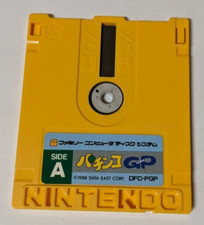 ファミリー コンピュータ ディスク システム
SIDE
A
パチンコGP
©1988 DATA EAST CORP. DFC-PGP
NINTENDO